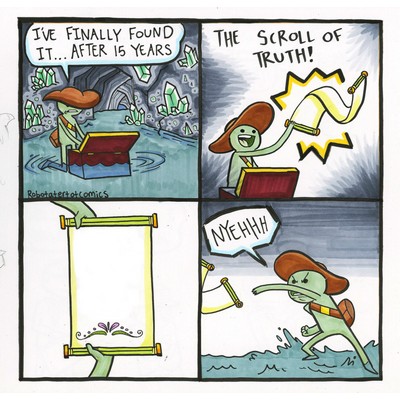 I'VE FINALLY FOUND
IT... AFTER 15 YEARS
Robotatertotcomics
THE SCROLL OF
TRUTH!
NYEHHH